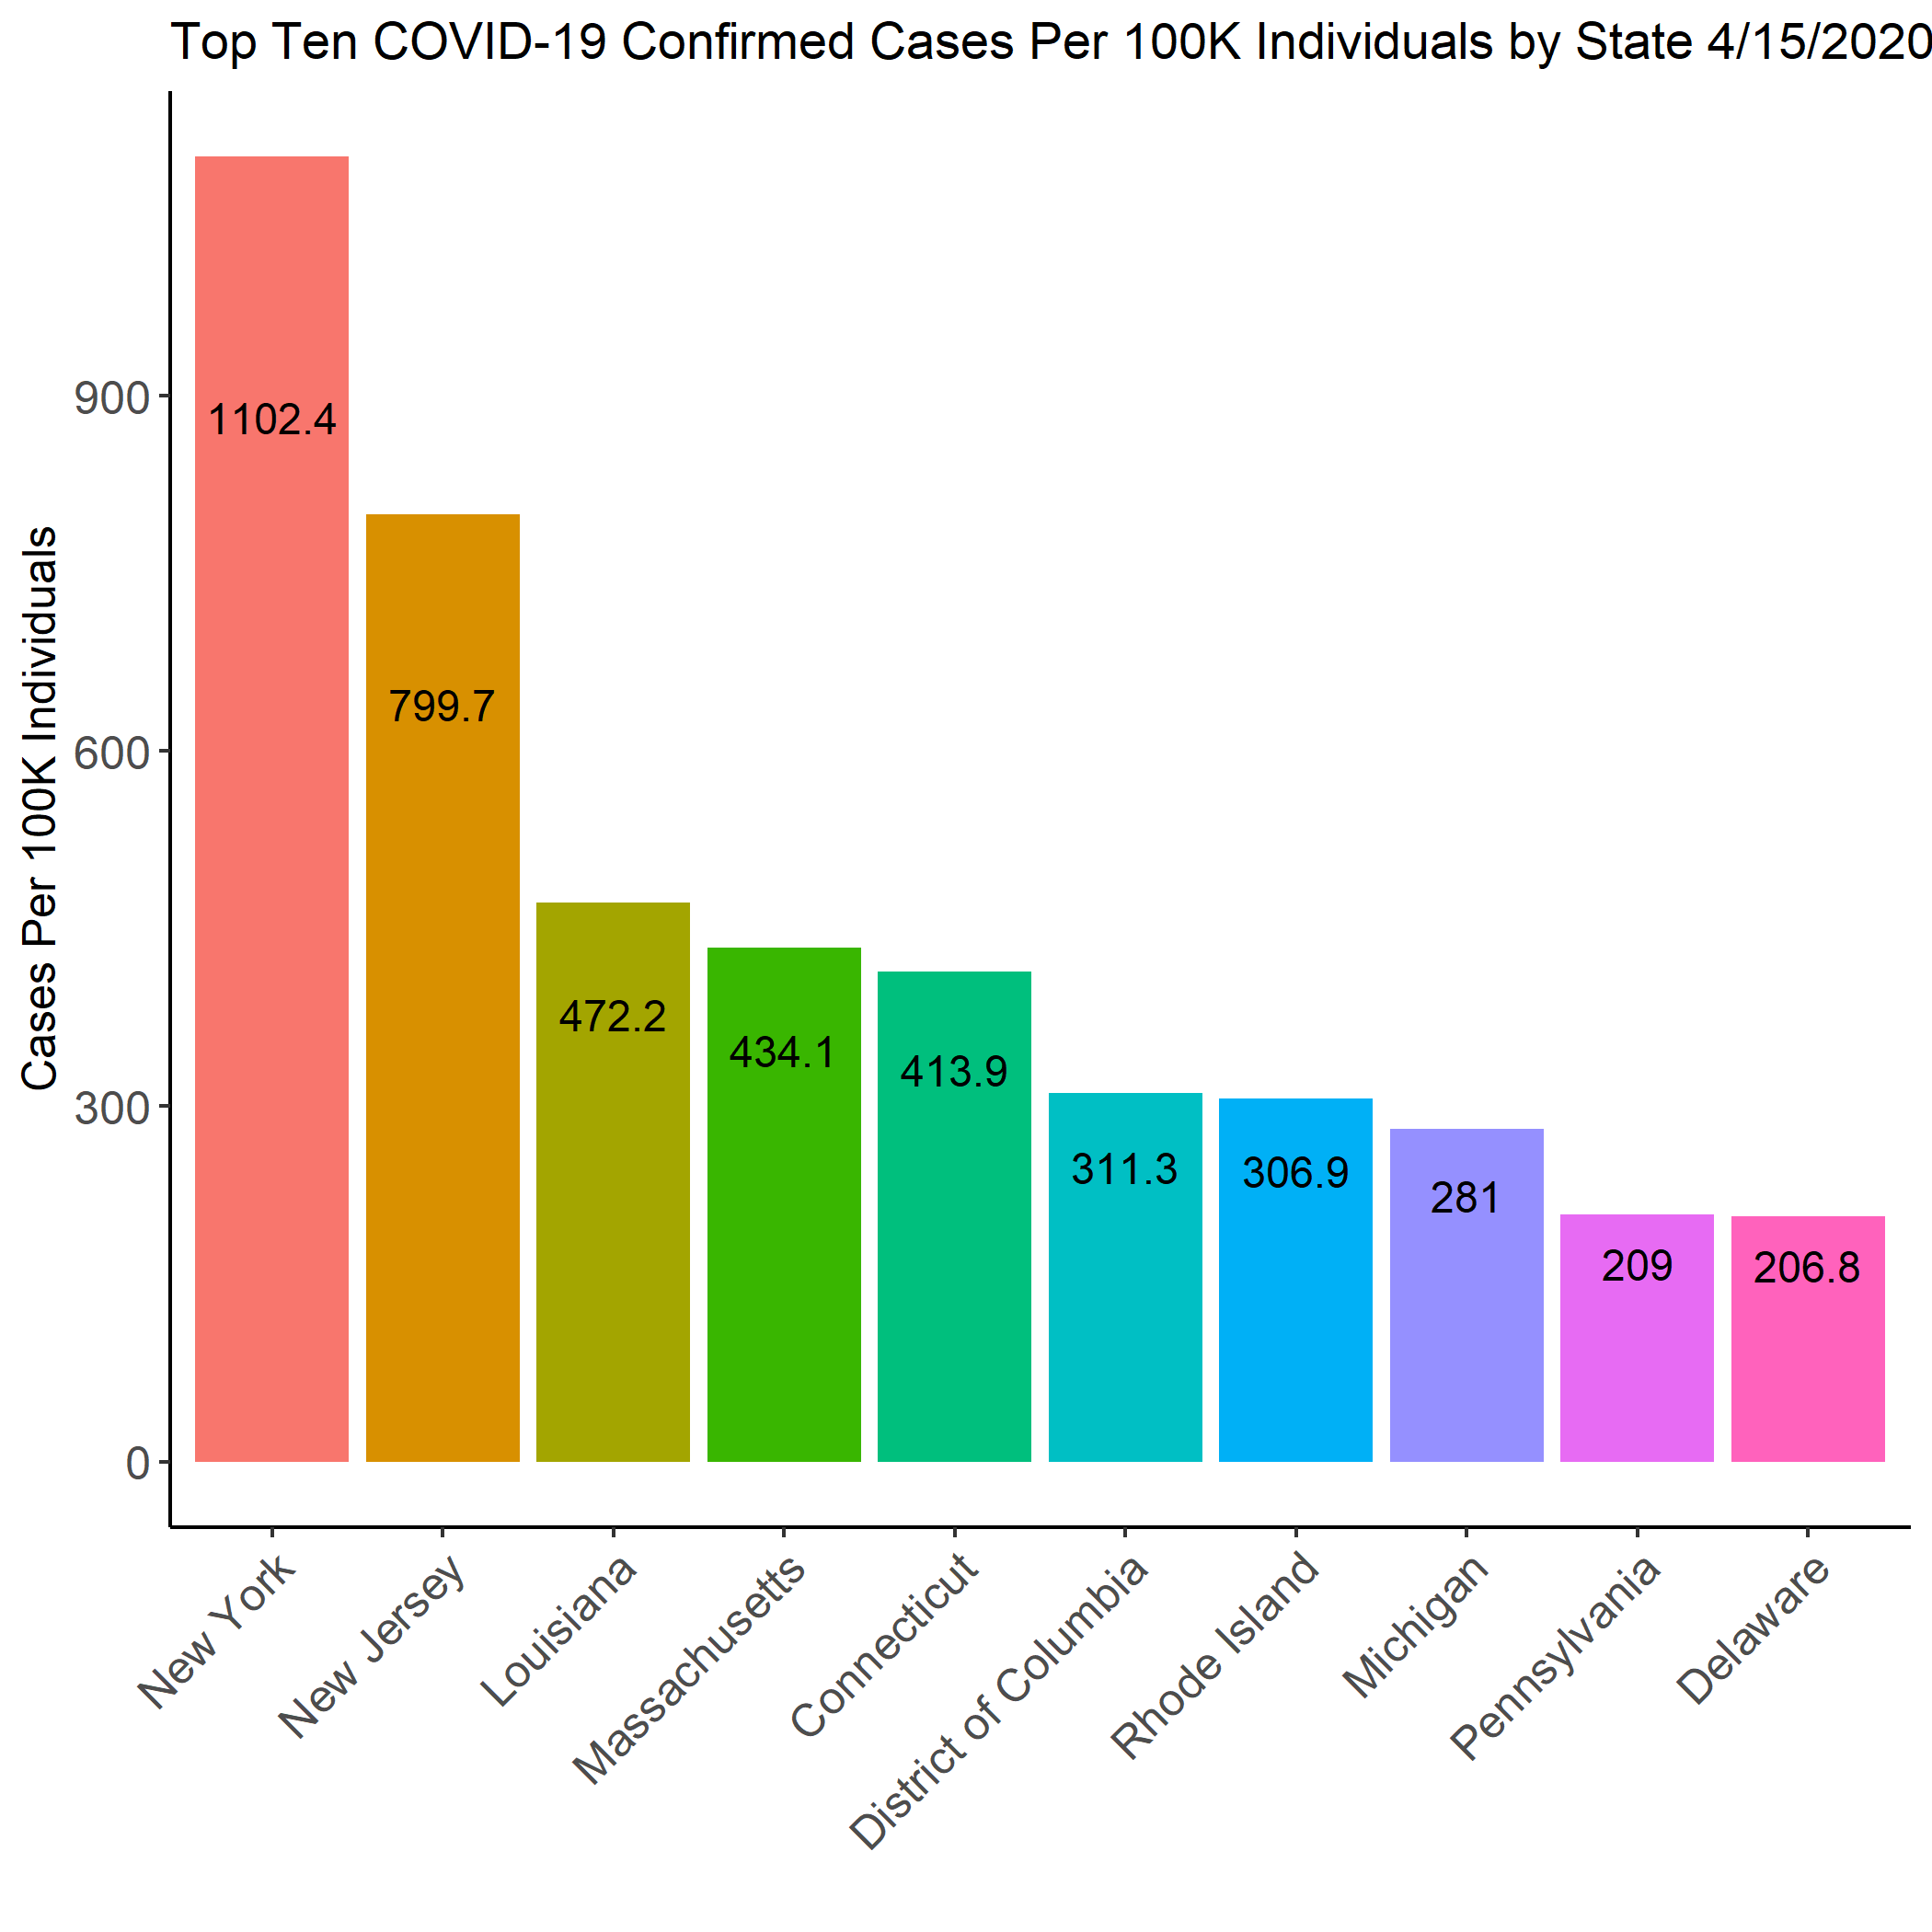 Top Ten COVID-19 Confirmed Cases Per 100K Individuals by State 4/15/2020
Cases Per 100K Individuals
900
600
300
0
1102.4
799.7
472.2
434.1
413.9
311.3
306.9
281
209
206.8
New York
New Jersey
Louisiana
Massachusetts
Connecticut
District of Columbia
Rhode Island
Michigan
Pennsylvania
Delaware